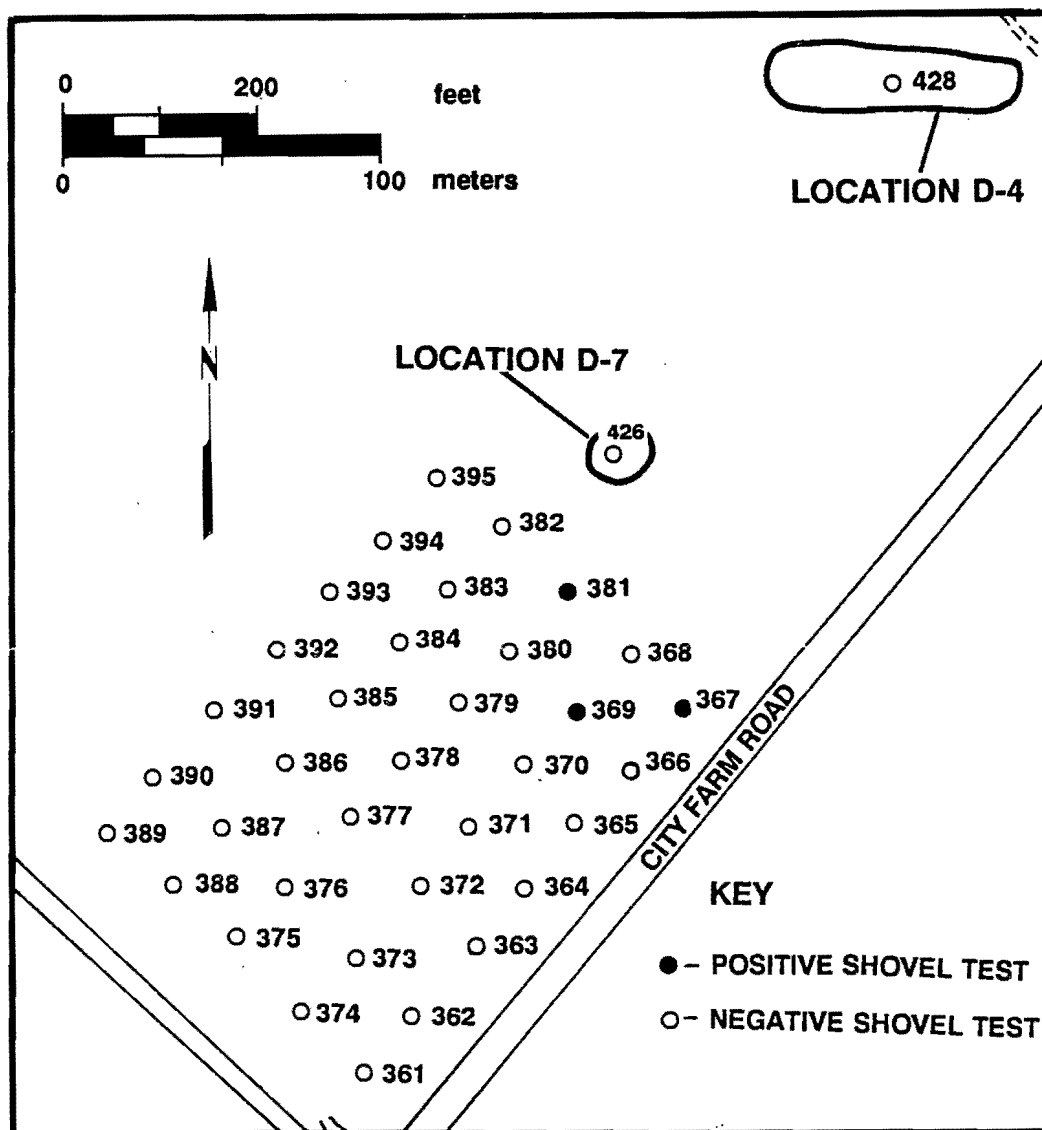 0 200 feet
0 100 meters
428
LOCATION D-4
N
LOCATION D-7
426
395
382
394
393 383 381
392 384 380 368
391 385 379 369 367
390 386 378 370 366
389 387 377 371 365
388 376 372 364
375 373 363
374 362
361
CITY FARM ROAD
KEY
- POSITIVE SHOVEL TEST
- NEGATIVE SHOVEL TEST